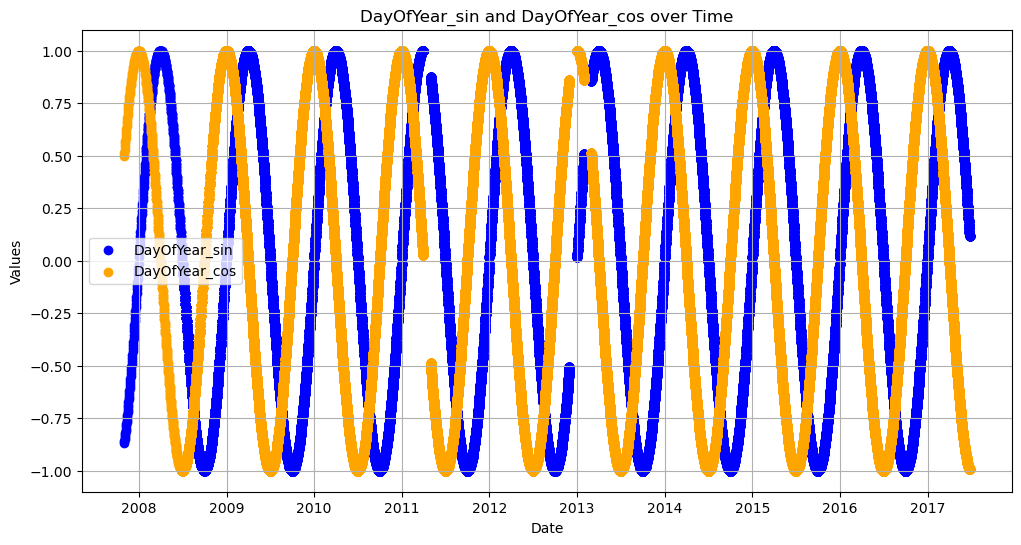 DayOfYear_sin and DayOfYear_cos over Time
Values
1.00
0.75
0.50
0.25
0.00
−0.25
−0.50
−0.75
−1.00
DayOfYear_sin
DayOfYear_cos
2008 2009 2010 2011 2012 2013 2014 2015 2016 2017
Date